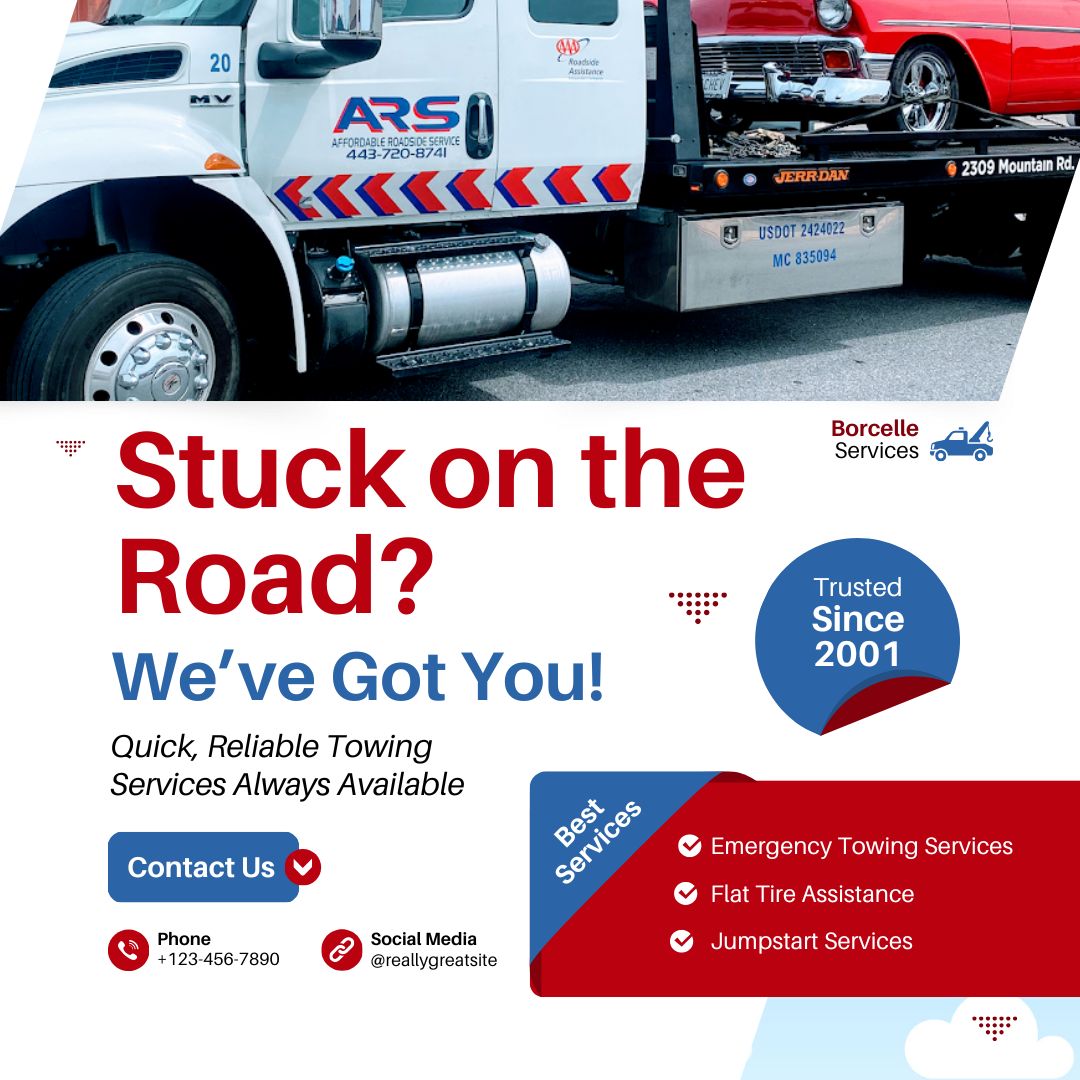 20
MV
AAA
Roadside
Assistance
ARS
AFFORDABLE ROADSIDE SERVICE
443-720-8741
CHEV
JERR-DAN
2309 Mountain Rd.
USDOT 2424022
MC 835094
Borcelle
Services
Stuck on the
Road?
We’ve Got You!
Quick, Reliable Towing
Services Always Available
Trusted
Since
2001
Contact Us
Phone
+123-456-7890
Social Media
@reallygreatsite
Best
Services
Emergency Towing Services
Flat Tire Assistance
Jumpstart Services